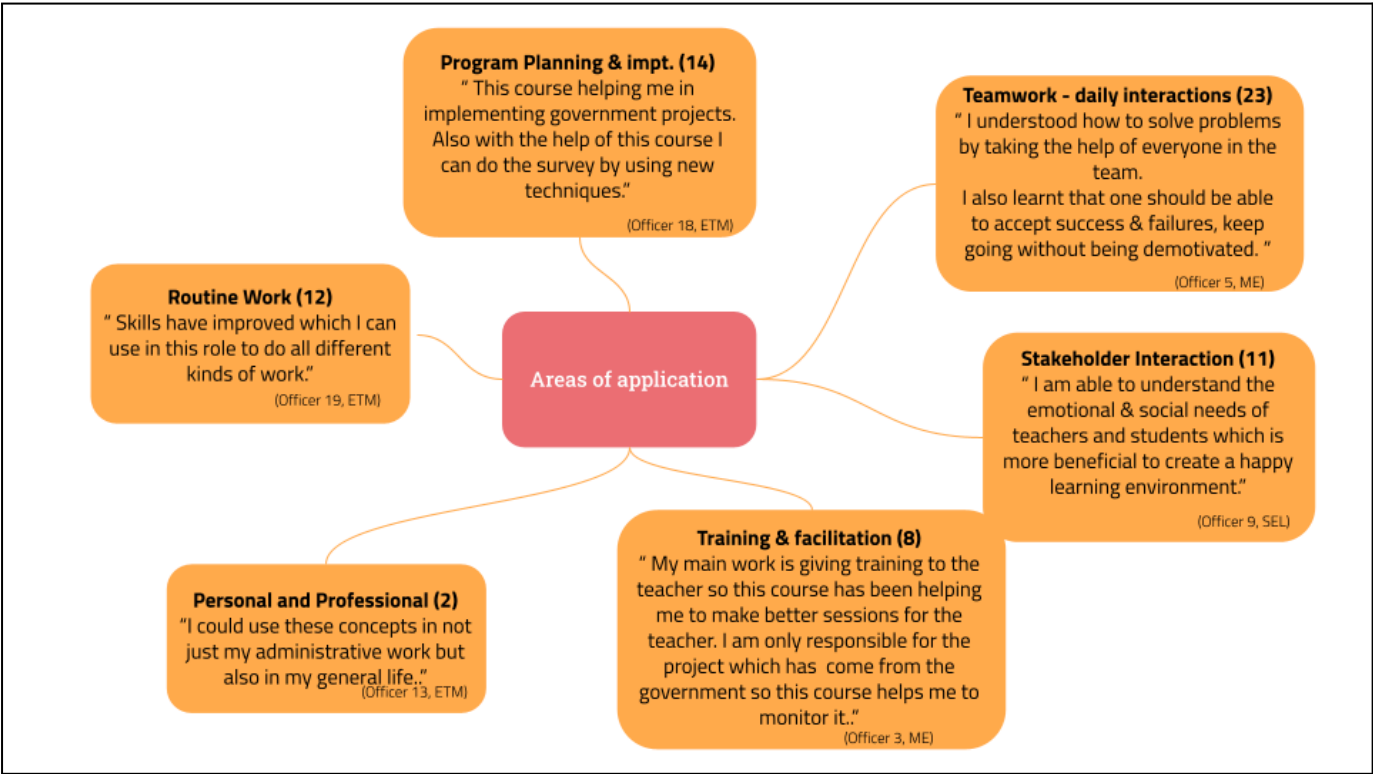 Program Planning & impt. (14)
“ This course helping me in
implementing government projects.
Also with the help of this course I
can do the survey by using new
techniques.”
(Officer 18, ETM)
Teamwork - daily interactions (23)
“ I understood how to solve problems
by taking the help of everyone in the
team.
I also learnt that one should be able
to accept success & failures, keep
going without being demotivated. ”
(Officer 5, ME)
Routine Work (12)
“ Skills have improved which I can
use in this role to do all different
kinds of work.”
(Officer 19, ETM)
Areas of application
Stakeholder Interaction (11)
“ I am able to understand the
emotional & social needs of
teachers and students which is
more beneficial to create a happy
learning environment.”
(Officer 9, SEL)
Personal and Professional (2)
“I could use these concepts in not
just my administrative work but
also in my general life..”
(Officer 13, ETM)
Training & facilitation (8)
“ My main work is giving training to the
teacher so this course has been helping
me to make better sessions for the
teacher. I am only responsible for the
project which has  come from the
government so this course helps me to
monitor it..”
(Officer 3, ME)